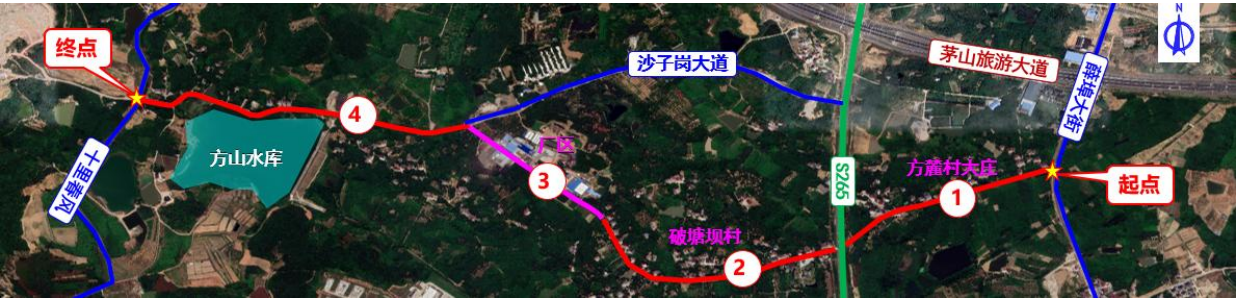 终点
沙子岗大道
茅山旅游大道
N
薛埠大街
4
方山水库
厂区
十里春风
3
S265
方麓村大庄
1
起点
破塘坝村
2